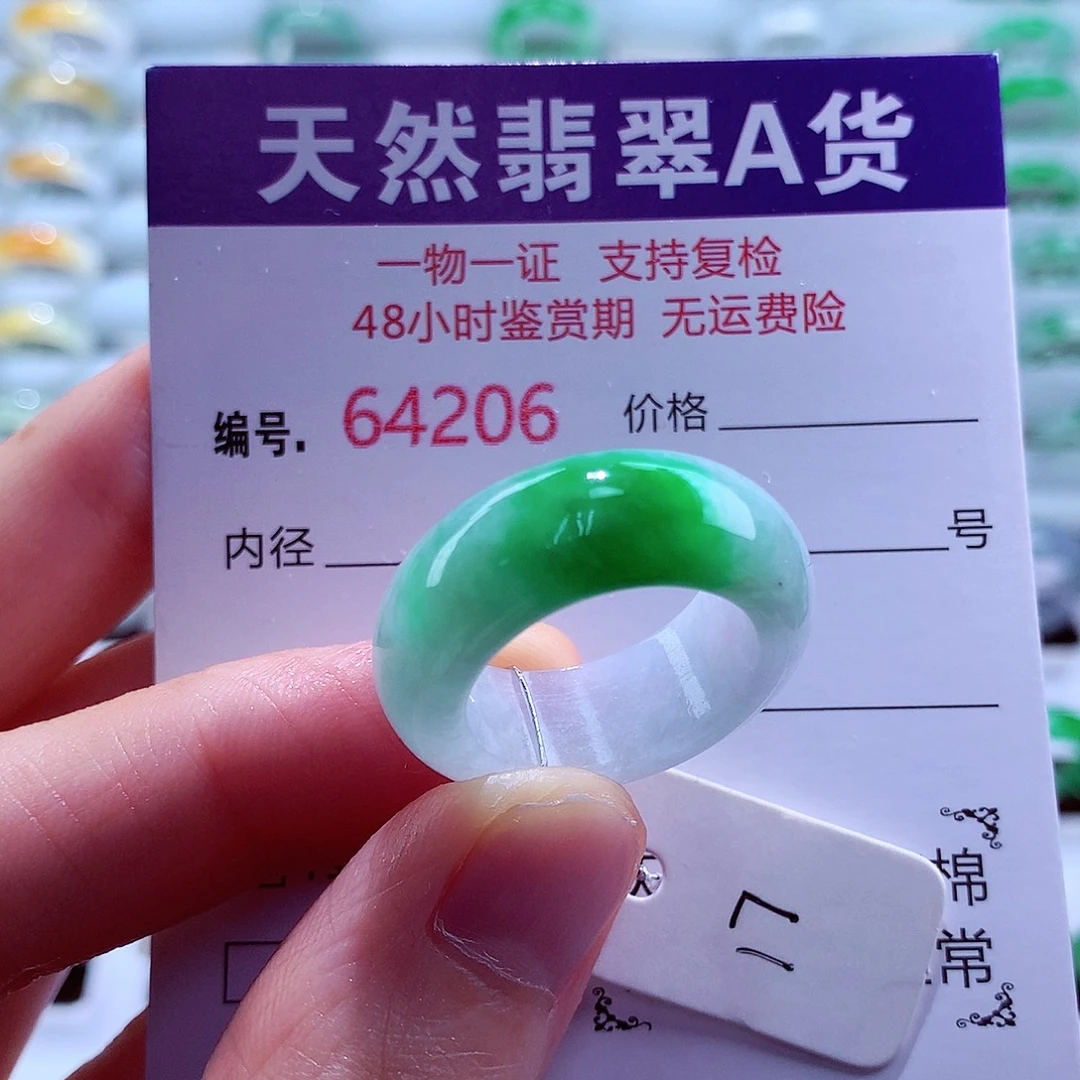 天然翡翠A货
一物一证 支持复检
48小时鉴赏期 无运费险
编号. 64206 价格
内径 号
棉
常
17